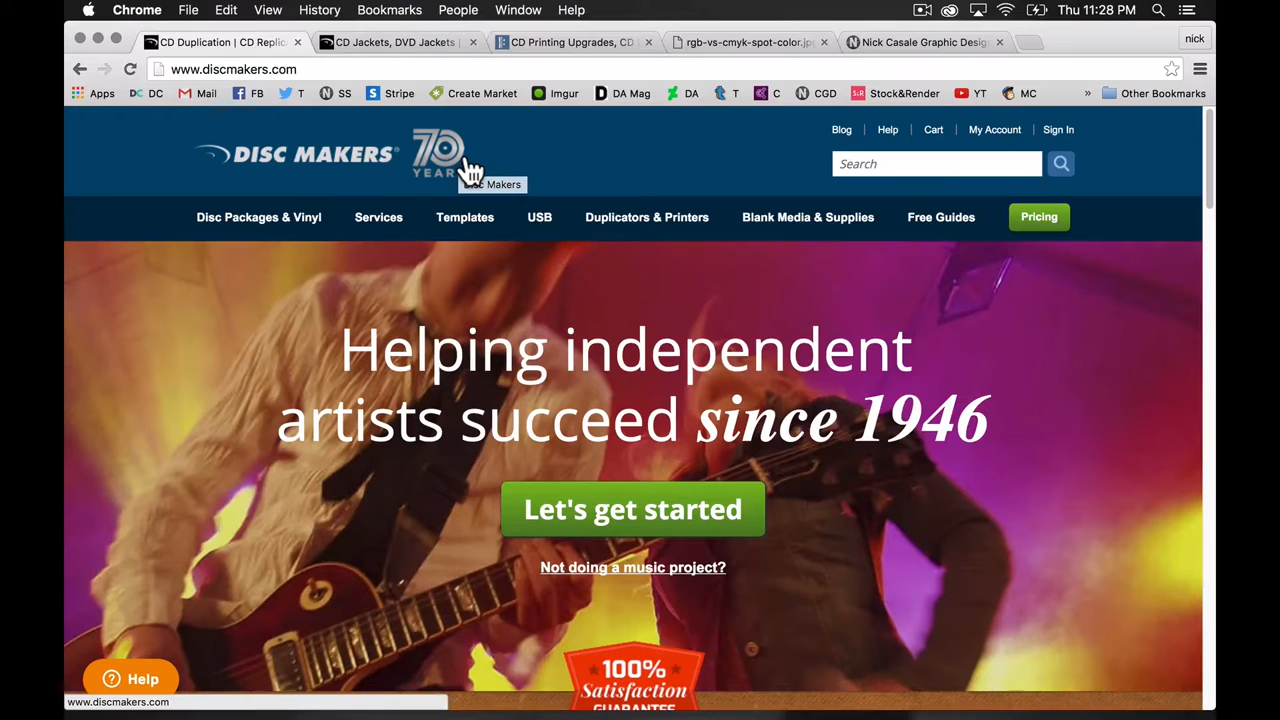 Chrome File Edit View History Bookmarks People Window Help Thu 11:28 PM
CD Duplication | CD Replic CD Jackets, DVD Jackets | CD Printing Upgrades, CD rgb-vs-cmyk-spot-color.jp Nick Casale Graphic Desig nick
www.discmakers.com
Apps DC Mail FB T SS Stripe Create Market Imgur DA Mag DA T C CGD Stock&Render YT MC » Other Bookmarks
Blog | Help | Cart | My Account | Sign In
DISC MAKERS® 70 YEARS
Search
Disc Makers
Disc Packages & Vinyl Services Templates USB Duplicators & Printers Blank Media & Supplies Free Guides Pricing
Helping independent
artists succeed since 1946
Let's get started
Not doing a music project?
100%
Satisfaction
GUARANTEE
Help
www.discmakers.com